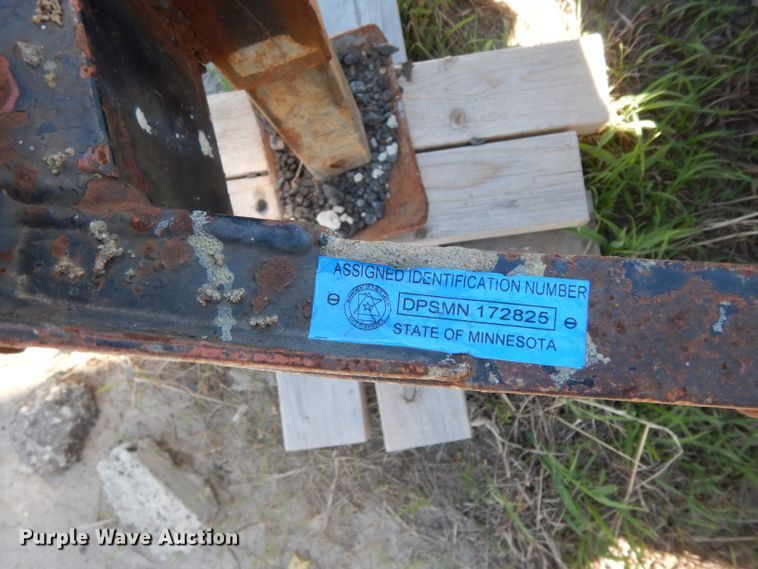 ASSIGNED IDENTIFICATION NUMBER
DPSMN 172825
STATE OF MINNESOTA
Purple Wave Auction